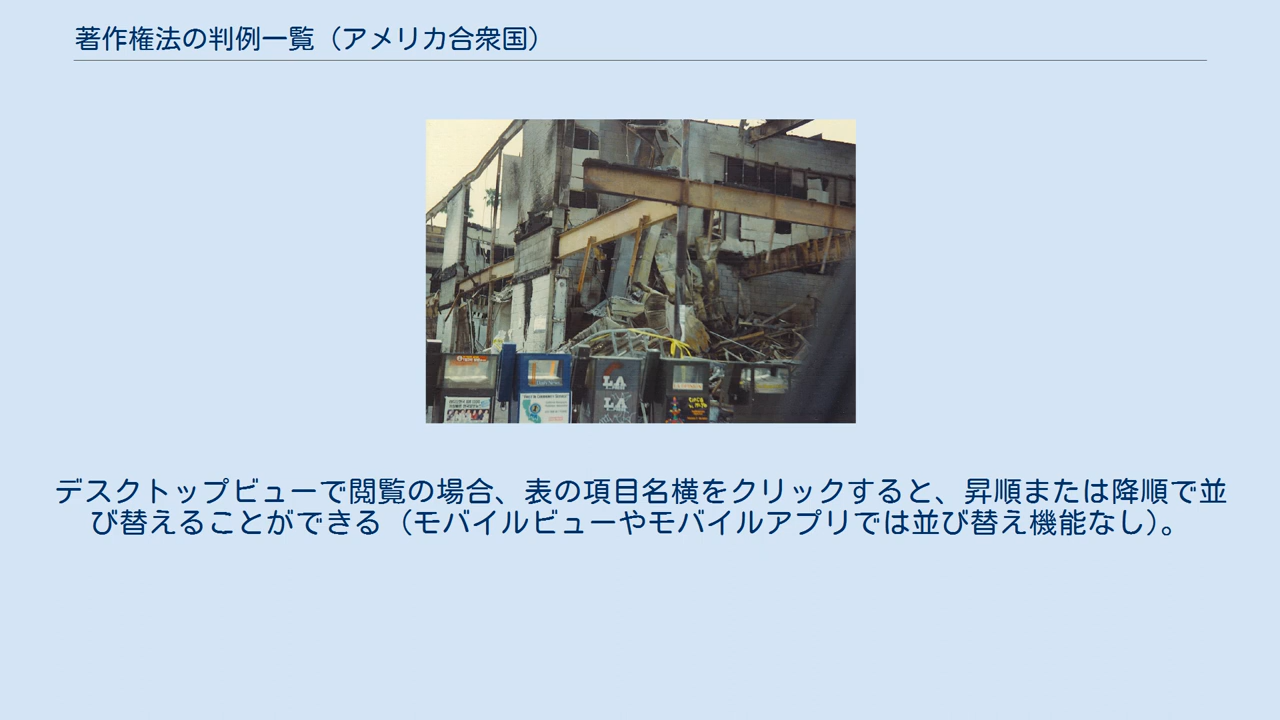 著作権法の判例一覧（アメリカ合衆国）
LA
LA
デスクトップビューで閲覧の場合、表の項目名横をクリックすると、昇順または降順で並
び替えることができる（モバイルビューやモバイルアプリでは並び替え機能なし）。